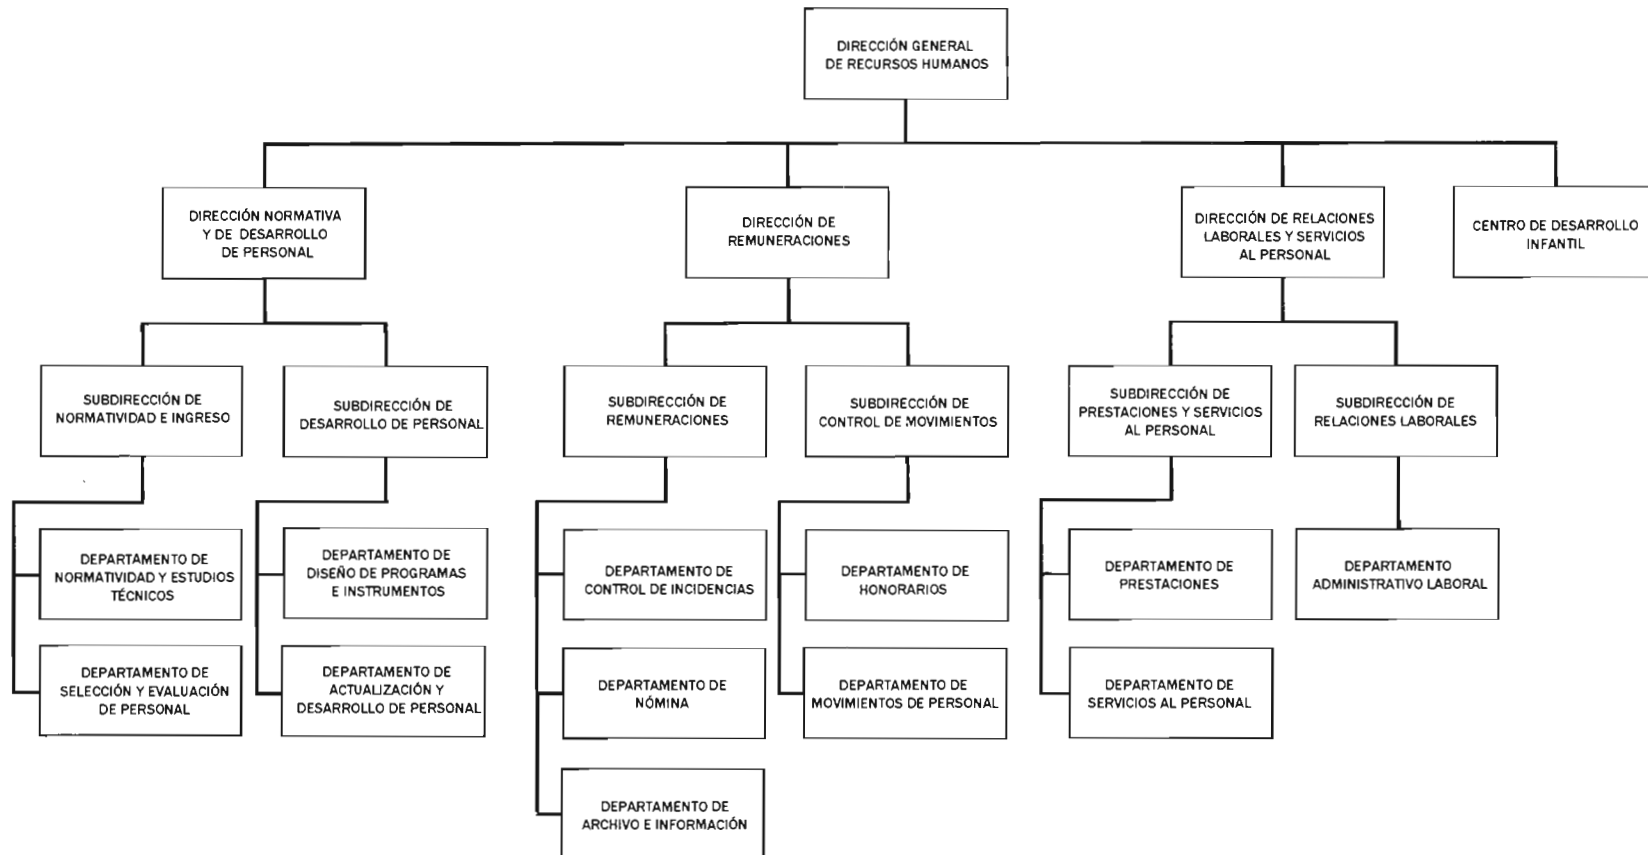 DIRECCIÓN GENERAL
DE RECURSOS HUMANOS
DIRECCIÓN NORMATIVA
Y DE DESARROLLO
DE PERSONAL
DIRECCIÓN DE
REMUNERACIONES
DIRECCIÓN DE RELACIONES
LABORALES Y SERVICIOS
AL PERSONAL
CENTRO DE DESARROLLO
INFANTIL
SUBDIRECCIÓN DE
NORMATIVIDAD E INGRESO
SUBDIRECCIÓN DE
DESARROLLO DE PERSONAL
SUBDIRECCIÓN DE
REMUNERACIONES
SUBDIRECCIÓN DE
CONTROL DE MOVIMIENTOS
SUBDIRECCIÓN DE
PRESTACIONES Y SERVICIOS
AL PERSONAL
SUBDIRECCIÓN DE
RELACIONES LABORALES
DEPARTAMENTO DE
NORMATIVIDAD Y ESTUDIOS
TÉCNICOS
DEPARTAMENTO DE
DISEÑO DE PROGRAMAS
E INSTRUMENTOS
DEPARTAMENTO DE
CONTROL DE INCIDENCIAS
DEPARTAMENTO DE
HONORARIOS
DEPARTAMENTO DE
PRESTACIONES
DEPARTAMENTO
ADMINISTRATIVO LABORAL
DEPARTAMENTO DE
SELECCIÓN Y EVALUACIÓN
DE PERSONAL
DEPARTAMENTO DE
ACTUALIZACIÓN Y
DESARROLLO DE PERSONAL
DEPARTAMENTO DE
NÓMINA
DEPARTAMENTO DE
MOVIMIENTOS DE PERSONAL
DEPARTAMENTO DE
SERVICIOS AL PERSONAL
DEPARTAMENTO DE
ARCHIVO E INFORMACIÓN